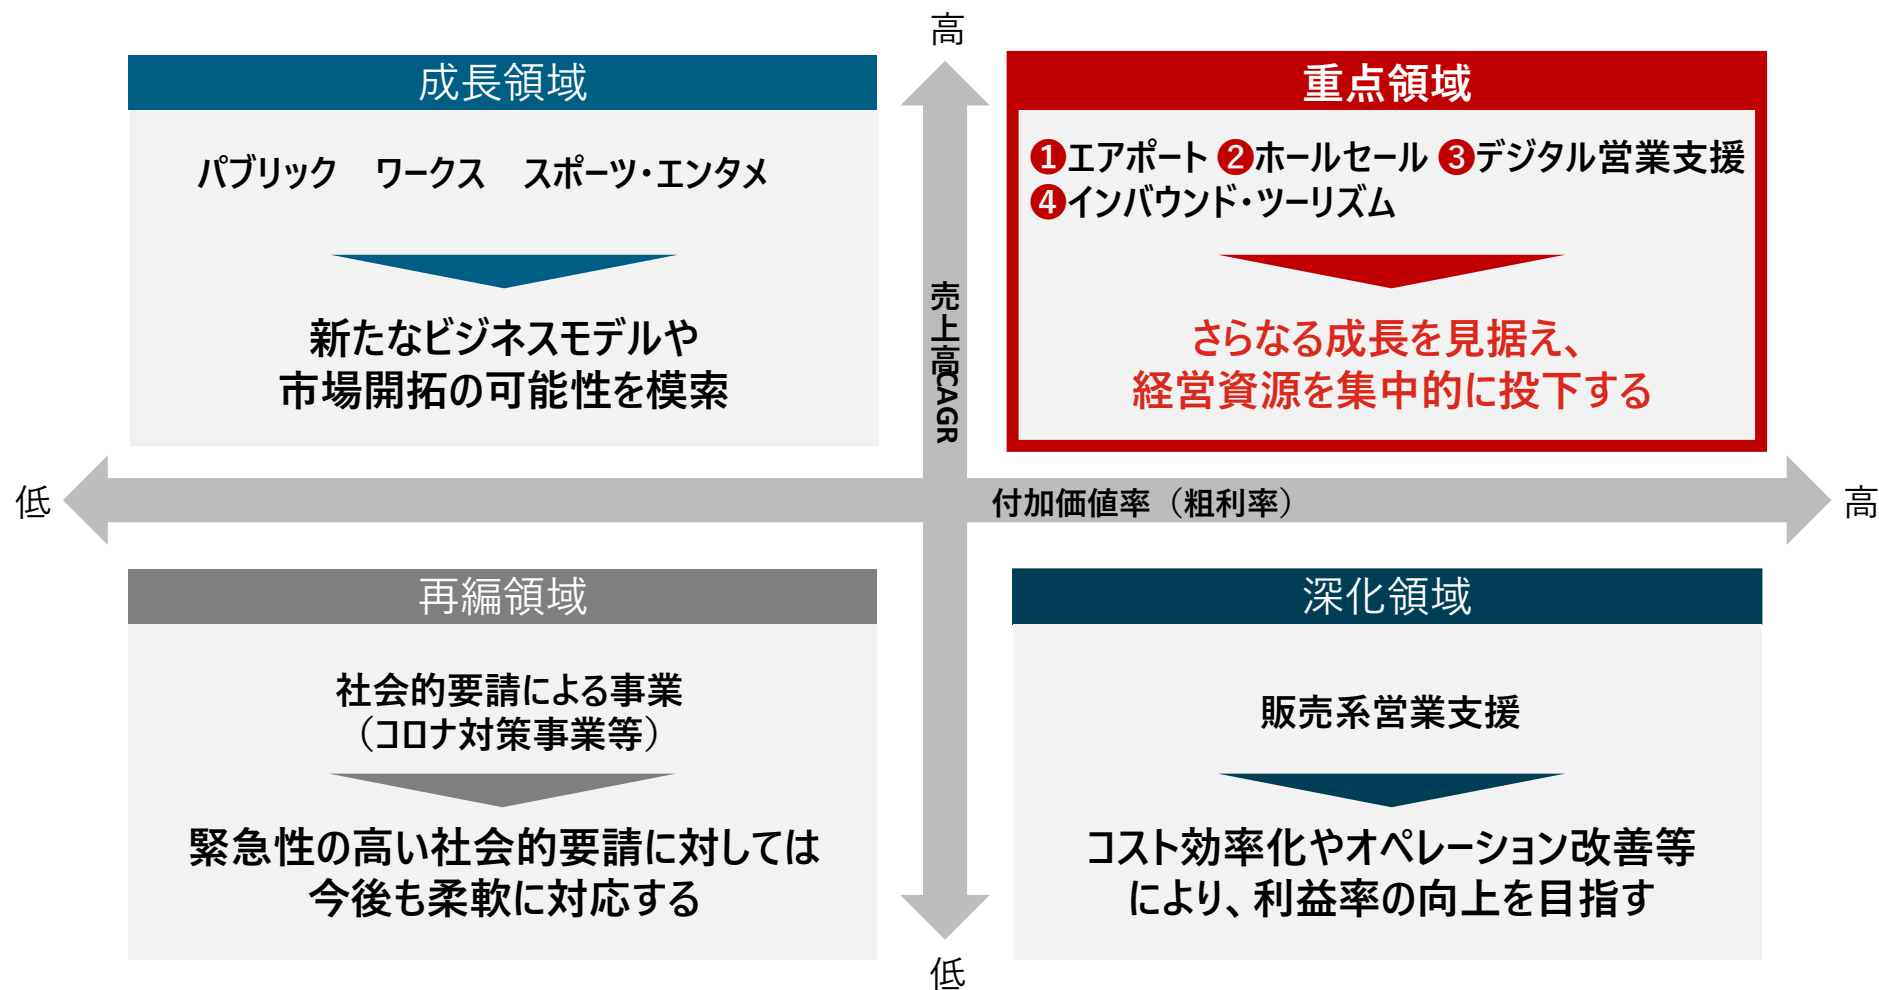 高
成長領域
パブリック ワークス スポーツ・エンタメ
新たなビジネスモデルや
市場開拓の可能性を模索
重点領域
❶エアポート ❷ホールセール ❸デジタル営業支援
❹インバウンド・ツーリズム
さらなる成長を見据え、
経営資源を集中的に投下する
売上高CAGR
低
付加価値率（粗利率）
高
再編領域
社会的要請による事業
（コロナ対策事業等）
緊急性の高い社会的要請に対しては
今後も柔軟に対応する
深化領域
販売系営業支援
コスト効率化やオペレーション改善等
により、利益率の向上を目指す
低